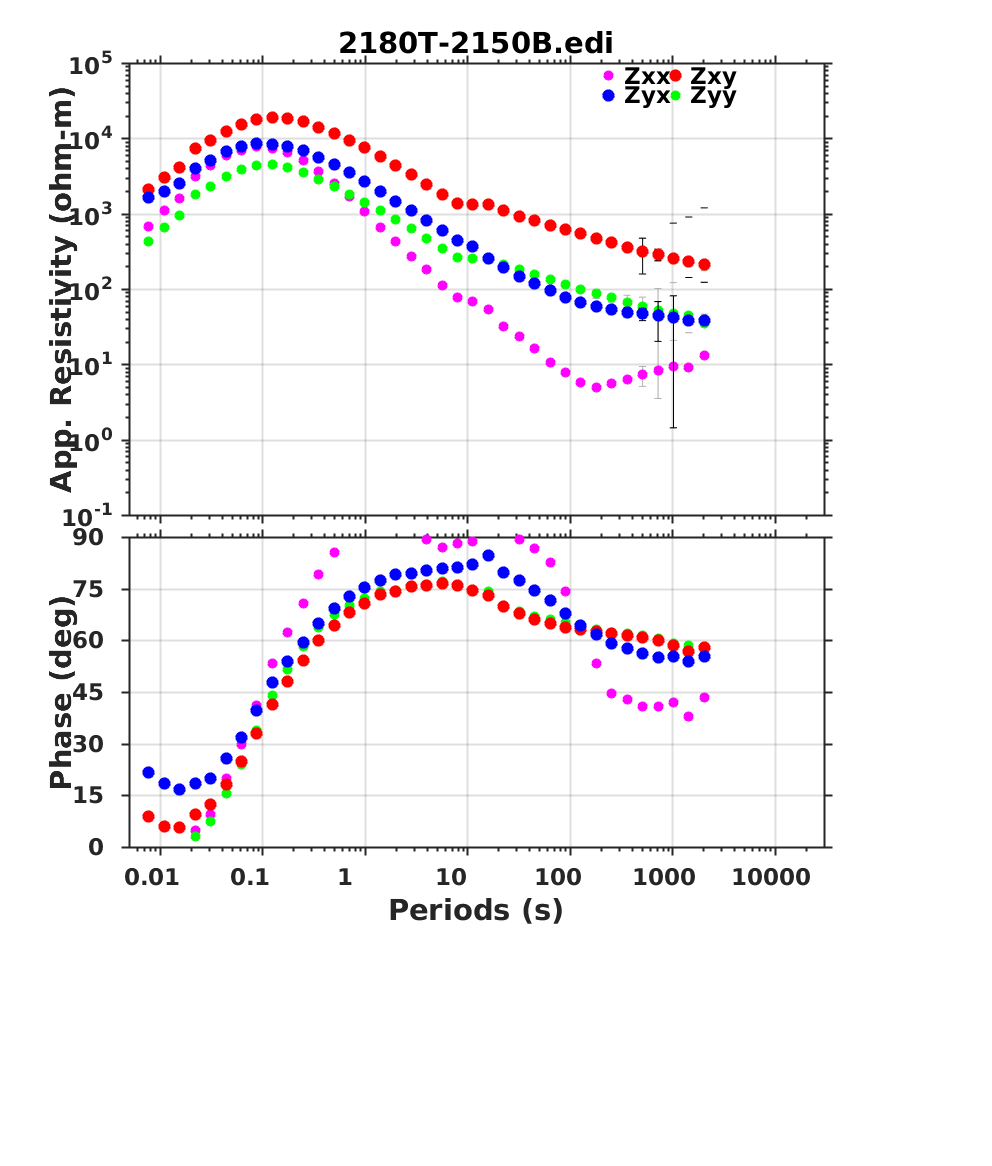 2180T-2150B.edi
Zxx Zxy
Zyx Zyy
App. Resistivity (ohm-m)
10^5
10^4
10^3
10^2
10^1
10^0
10^-1
Phase (deg)
90
75
60
45
30
15
0
0.01 0.1 1 10 100 1000 10000
Periods (s)